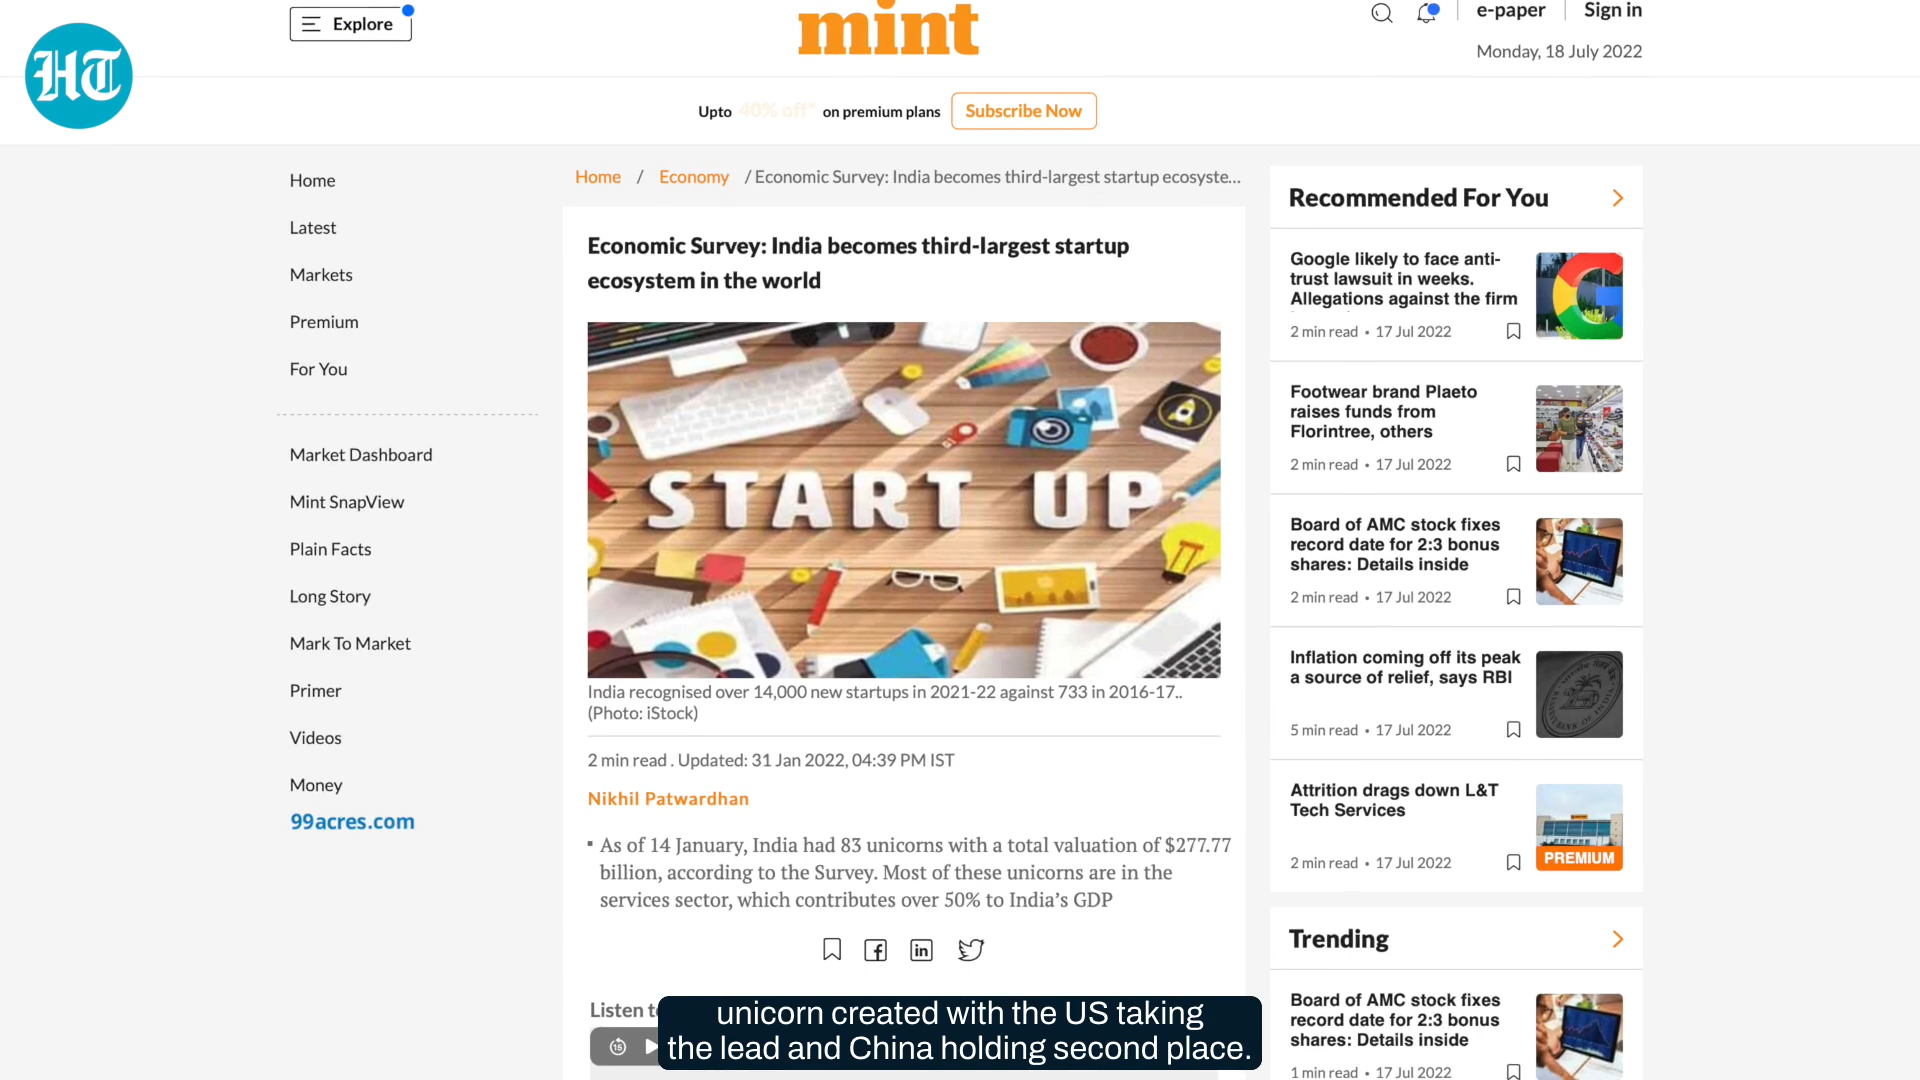 HT
Explore
mint
e-paper
Sign in
Monday, 18 July 2022
Upto 40% off* on premium plans
Subscribe Now
Home
Latest
Markets
Premium
For You
Market Dashboard
Mint SnapView
Plain Facts
Long Story
Mark To Market
Primer
Videos
Money
99acres.com
Home / Economy / Economic Survey: India becomes third-largest startup ecosyste...
Economic Survey: India becomes third-largest startup
ecosystem in the world
START UP
India recognised over 14,000 new startups in 2021-22 against 733 in 2016-17..
(Photo: iStock)
2 min read . Updated: 31 Jan 2022, 04:39 PM IST
Nikhil Patwardhan
▪ As of 14 January, India had 83 unicorns with a total valuation of $277.77
billion, according to the Survey. Most of these unicorns are in the
services sector, which contributes over 50% to India’s GDP
Listen
15
Recommended For You
Google likely to face anti-
trust lawsuit in weeks.
Allegations against the firm
2 min read • 17 Jul 2022
Footwear brand Plaeto
raises funds from
Florintree, others
2 min read • 17 Jul 2022
Board of AMC stock fixes
record date for 2:3 bonus
shares: Details inside
2 min read • 17 Jul 2022
Inflation coming off its peak
a source of relief, says RBI
5 min read • 17 Jul 2022
Attrition drags down L&T
Tech Services
PREMIUM
2 min read • 17 Jul 2022
Trending
Board of AMC stock fixes
record date for 2:3 bonus
shares: Details inside
1 min read • 17 Jul 2022
unicorn created with the US taking
the lead and China holding second place.